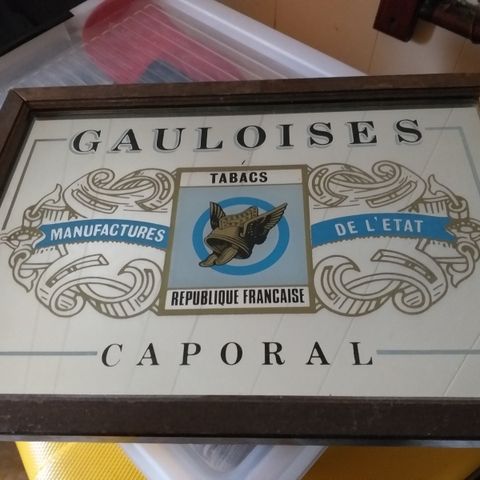 GAULOISES
TABACS
MANUFACTURES
DE L'ETAT
REPUBLIQUE FRANCAISE
CAPORAL